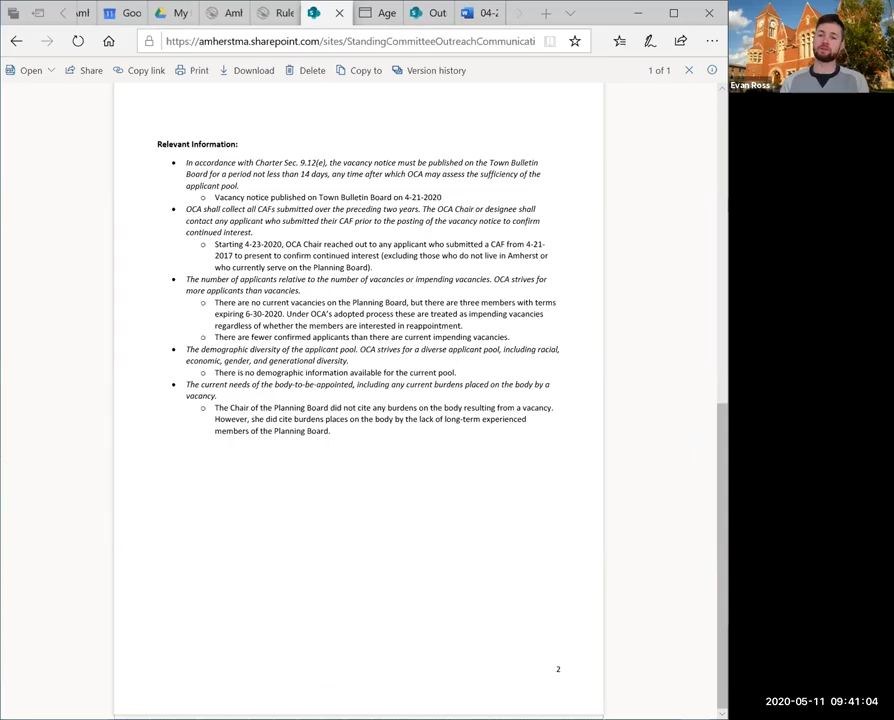 Goo
My
Aml
Rule
Age
Out
04-2
https://amherstma.sharepoint.com/sites/StandingCommitteeOutreachCommunicati
Open
Share
Copy link
Print
Download
Delete
Copy to
Version history
1 of 1
Evan Ross
Relevant Information:
• In accordance with Charter Sec. 9.12(e), the vacancy notice must be published on the Town Bulletin
Board for a period not less than 14 days, any time after which OCA may assess the sufficiency of the
applicant pool.
o Vacancy notice published on Town Bulletin Board on 4-21-2020
• OCA shall collect all CAFs submitted over the preceding two years. The OCA Chair or designee shall
contact any applicant who submitted their CAF prior to the posting of the vacancy notice to confirm
continued interest.
o Starting 4-23-2020, OCA Chair reached out to any applicant who submitted a CAF from 4-21-
2017 to present to confirm continued interest (excluding those who do not live in Amherst or
who currently serve on the Planning Board).
• The number of applicants relative to the number of vacancies or impending vacancies. OCA strives for
more applicants than vacancies.
o There are no current vacancies on the Planning Board, but there are three members with terms
expiring 6-30-2020. Under OCA's adopted process these are treated as impending vacancies
regardless of whether the members are interested in reappointment.
o There are fewer confirmed applicants than there are current impending vacancies.
• The demographic diversity of the applicant pool. OCA strives for a diverse applicant pool, including racial,
economic, gender, and generational diversity.
o There is no demographic information available for the current pool.
• The current needs of the body-to-be-appointed, including any current burdens placed on the body by a
vacancy.
o The Chair of the Planning Board did not cite any burdens on the body resulting from a vacancy.
However, she did cite burdens places on the body by the lack of long-term experienced
members of the Planning Board.
2
2020-05-11 09:41:04